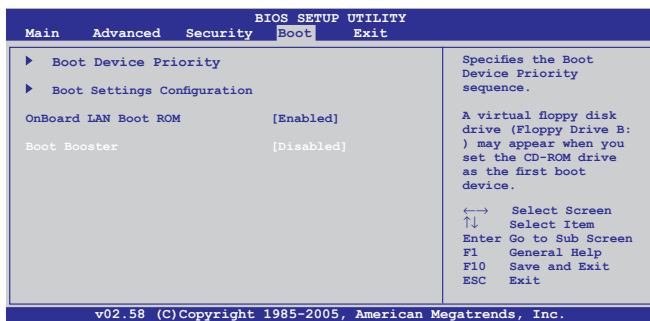 BIOS SETUP UTILITY
Main Advanced Security Boot Exit
Boot Device Priority
Boot Settings Configuration
OnBoard LAN Boot ROM [Enabled]
Boot Booster [Disabled]
Specifies the Boot
Device Priority
sequence.
A virtual floppy disk
drive (Floppy Drive B:
) may appear when you
set the CD-ROM drive
as the first boot
device.
←→ Select Screen
↑↓ Select Item
Enter Go to Sub Screen
F1 General Help
F10 Save and Exit
ESC Exit
v02.58 (C)Copyright 1985-2005, American Megatrends, Inc.